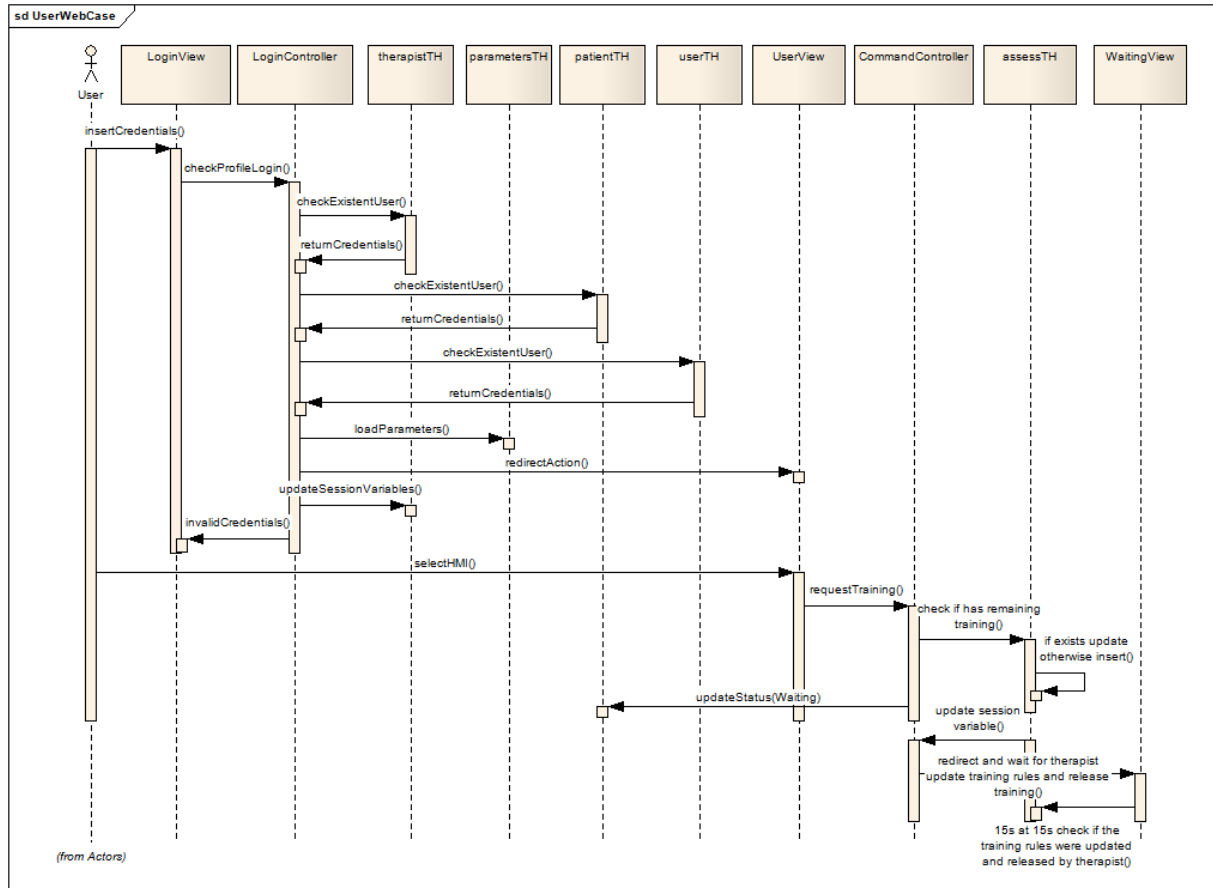 sd UserWebCase
User
LoginView
LoginController
therapistTH
parametersTH
patientTH
userTH
UserView
CommandController
assessTH
WaitingView
insertCredentials()
checkProfileLogin()
checkExistentUser()
returnCredentials()
checkExistentUser()
returnCredentials()
checkExistentUser()
returnCredentials()
loadParameters()
redirectAction()
updateSessionVariables()
invalidCredentials()
selectHMI()
requestTraining()
check if has remaining
training()
if exists update
otherwise insert()
updateStatus(Waiting)
update session
variable()
redirect and wait for therapist
update training rules and release
training()
15s at 15s check if the
training rules were updated
and released by therapist()
(from Actors)